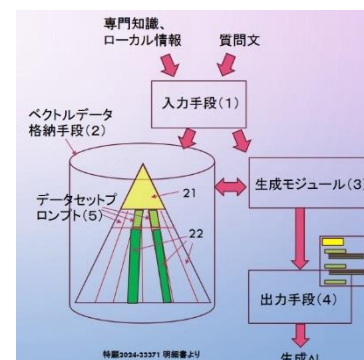 専門知識、
ローカル情報
質問文
入力手段(1)
ベクトルデータ
格納手段(2)
データセットプ
ロンプト(5)
21
22
生成モジュール(3)
出力手段(4)
特願2024-33371 明細書より
生成AI